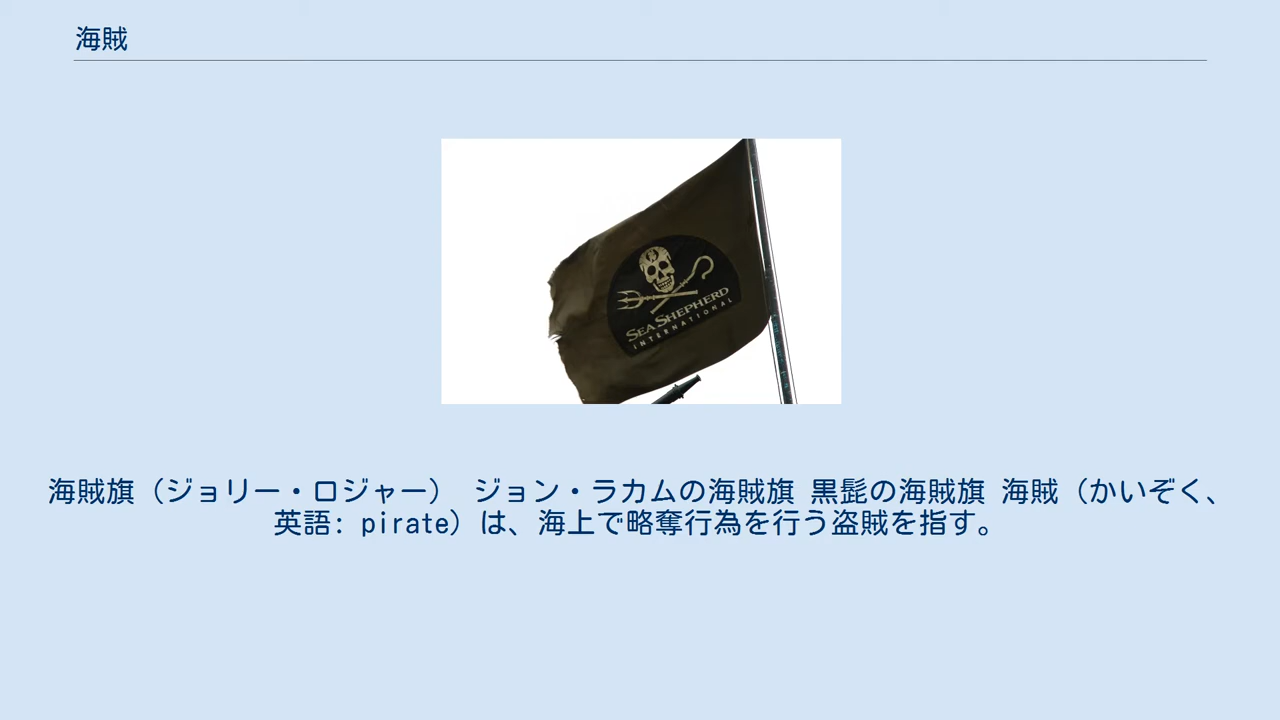 海賊
SEA SHEPHERD
INTERNATIONAL
海賊旗（ジョリー・ロジャー） ジョン・ラカムの海賊旗 黒髭の海賊旗 海賊（かいぞく、
英語: pirate）は、海上で略奪行為を行う盗賊を指す。